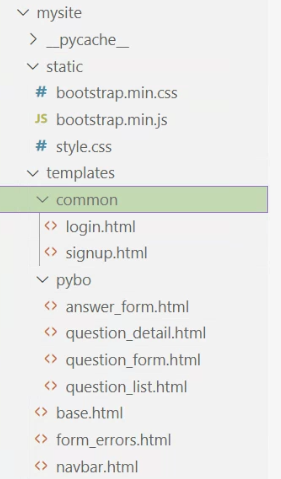 mysite
__pycache__
static
# bootstrap.min.css
JS bootstrap.min.js
# style.css
templates
common
<> login.html
<> signup.html
pybo
<> answer_form.html
<> question_detail.html
<> question_form.html
<> question_list.html
<> base.html
<> form_errors.html
<> navbar.html